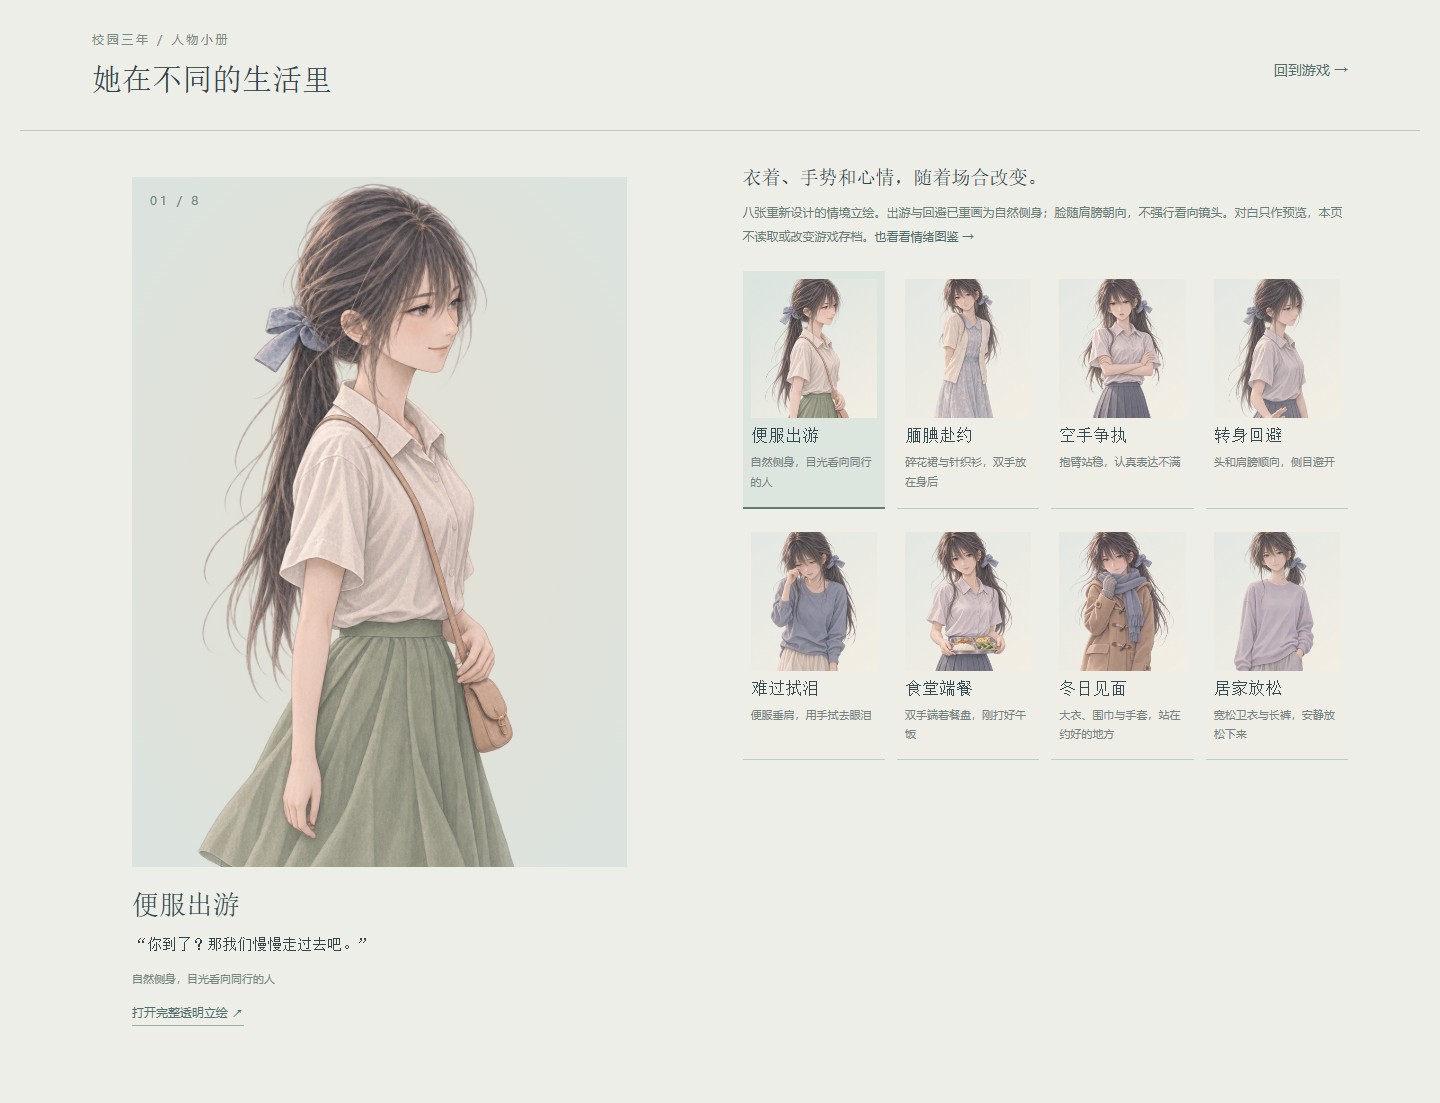 校园三年 / 人物小册
她在不同的生活里
回到游戏 →
01 / 8
便服出游
“你到了？那我们慢慢走过去吧。”
自然侧身，目光看向同行的人
打开完整透明立绘 ↗
衣着、手势和心情，随着场合改变。
八张重新设计的情境立绘。出游与回避已重画为自然侧身；脸随肩膀朝向，不强行看向镜头。对白只作预览，本页
不读取或改变游戏存档。也看看情绪图鉴 →
便服出游
自然侧身，目光看向同行
的人
腼腆赴约
碎花裙与针织衫，双手放
在身后
空手争执
抱臂站稳，认真表达不满
转身回避
头和肩膀顺向，侧目避开
难过拭泪
便服垂肩，用手拭去眼泪
食堂端餐
双手端着餐盘，刚打好午
饭
冬日见面
大衣、围巾与手套，站在
约好的地方
居家放松
宽松卫衣与长裤，安静放
松下来